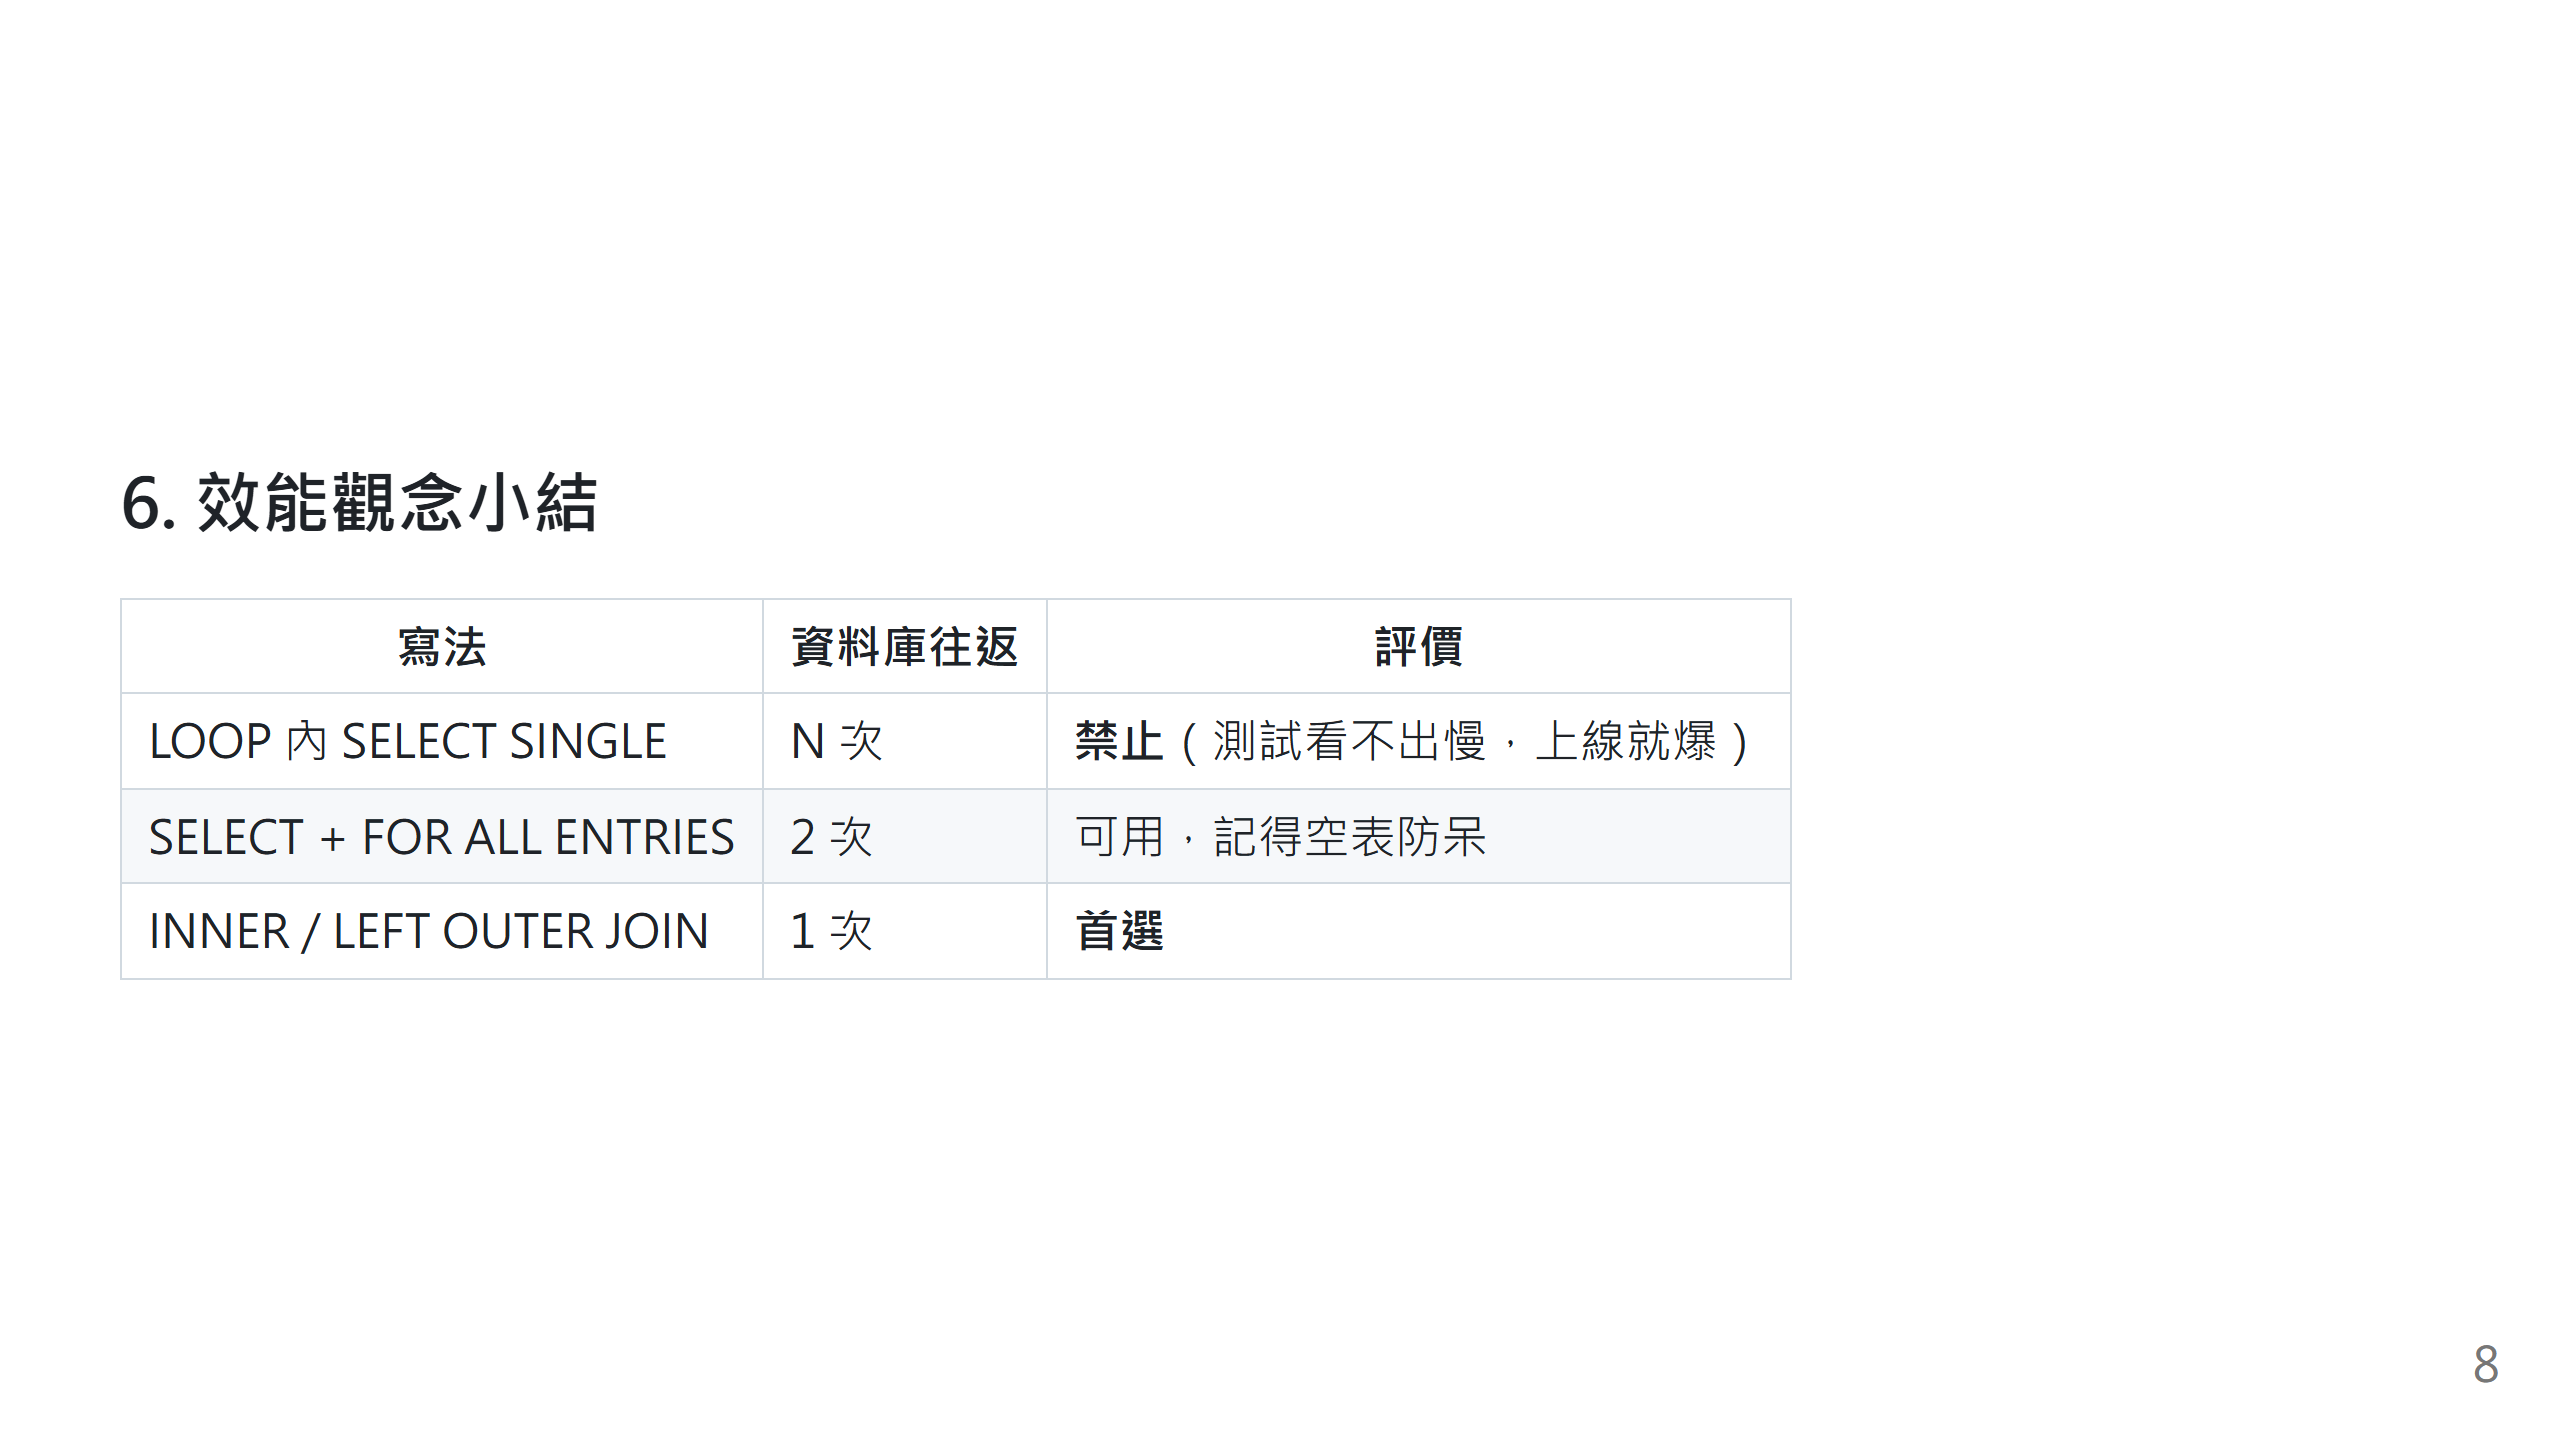 6. 效能觀念小結
寫法 資料庫往返 評價
LOOP 內 SELECT SINGLE N 次 禁止（測試看不出慢，上線就爆）
SELECT + FOR ALL ENTRIES 2 次 可用，記得空表防呆
INNER / LEFT OUTER JOIN 1 次 首選
8